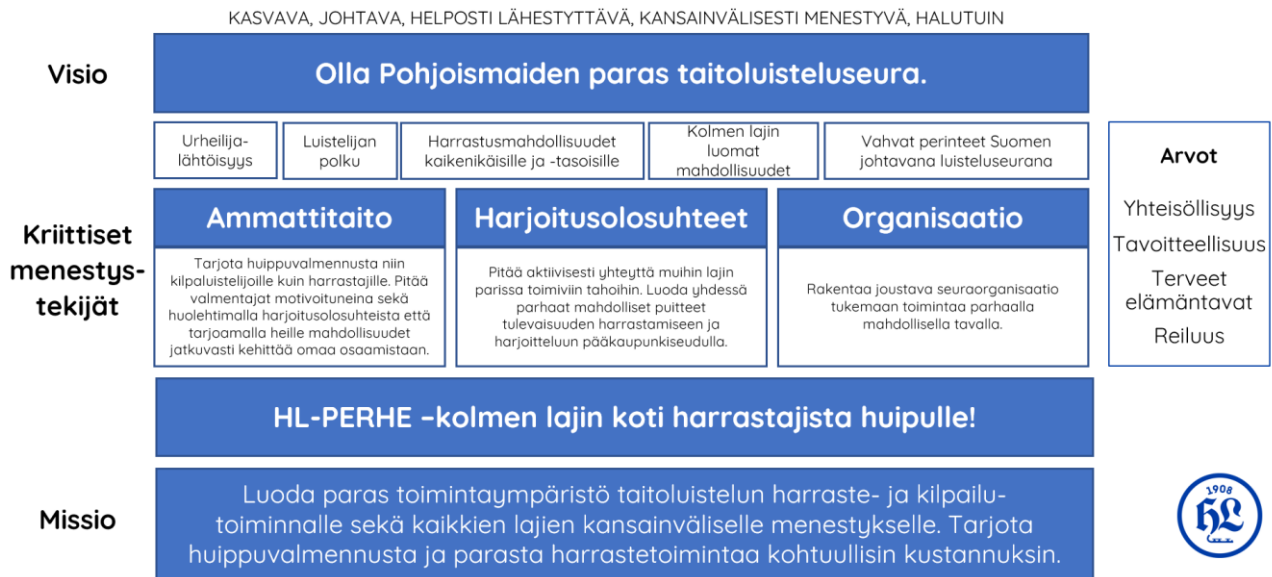 KASVAVA, JOHTAVA, HELPOSTI LÄHESTYTTÄVÄ, KANSAINVÄLISESTI MENESTYVÄ, HALUTUIN
Visio
Olla Pohjoismaiden paras taitoluisteluseura.
Urheilija-
lähtöisyys
Luistelijan
polku
Harrastusmahdollisuudet
kaikenikäisille ja -tasoisille
Kolmen lajin
luomat
mahdollisuudet
Vahvat perinteet Suomen
johtavana luisteluseurana
Kriittiset
menestys-
tekijät
Ammattitaito
Tarjota huippuvalmennusta niin
kilpaluistelijoille kuin harrastajille. Pitää
valmentajat motivoituneina sekä
huolehtimalla harjoitusolosuhteista että
tarjoamalla heille mahdollisuudet
jatkuvasti kehittää omaa osaamistaan.
Harjoitusolosuhteet
Pitää aktiivisesti yhteyttä muihin lajin
parissa toimiviin tahoihin. Luoda yhdessä
parhaat mahdolliset puitteet
tulevaisuuden harrastamiseen ja
harjoitteluun pääkaupunkiseudulla.
Organisaatio
Rakentaa joustava seuraorganisaatio
tukemaan toimintaa parhaalla
mahdollisella tavalla.
Arvot
Yhteisöllisyys
Tavoitteellisuus
Terveet
elämäntavat
Reiluus
HL-PERHE –kolmen lajin koti harrastajista huipulle!
Missio
Luoda paras toimintaympäristö taitoluistelun harraste- ja kilpailu-
toiminnalle sekä kaikkien lajien kansainväliselle menestykselle. Tarjota
huippuvalmennusta ja parasta harrastetoimintaa kohtuullisin kustannuksin.
1908
HL